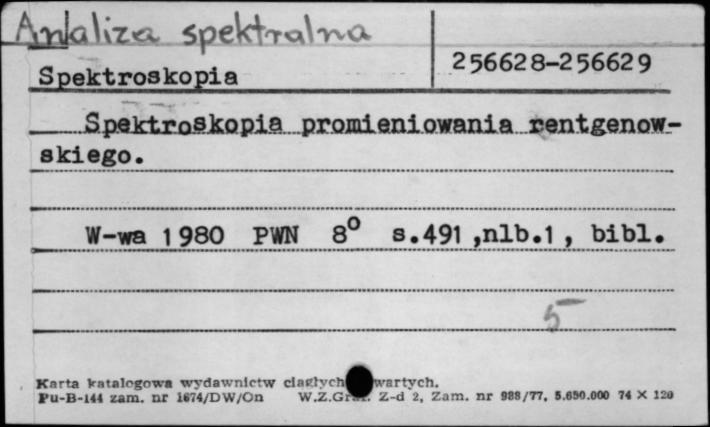 Analiza spektralna
Spektroskopia
256628-256629
Spektroskopia promieniowania rentgenow-
skiego.
W-wa 1980 PWN 8° s.491,nlb.1, bibl.
5
Karta katalogowa wydawnictw ciągłych wartych.
Pu-B-144 zam. nr 1674/DW/On W.Z.Graf. Z-d 2, Zam. nr 988/77, 5.650.000 74 X 120